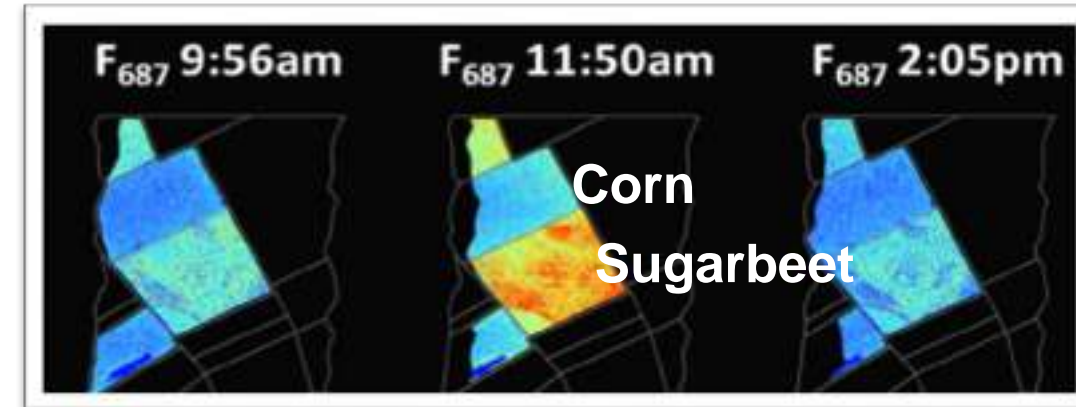 F₆₈₇ 9:56am
F₆₈₇ 11:50am
F₆₈₇ 2:05pm
Corn
Sugarbeet